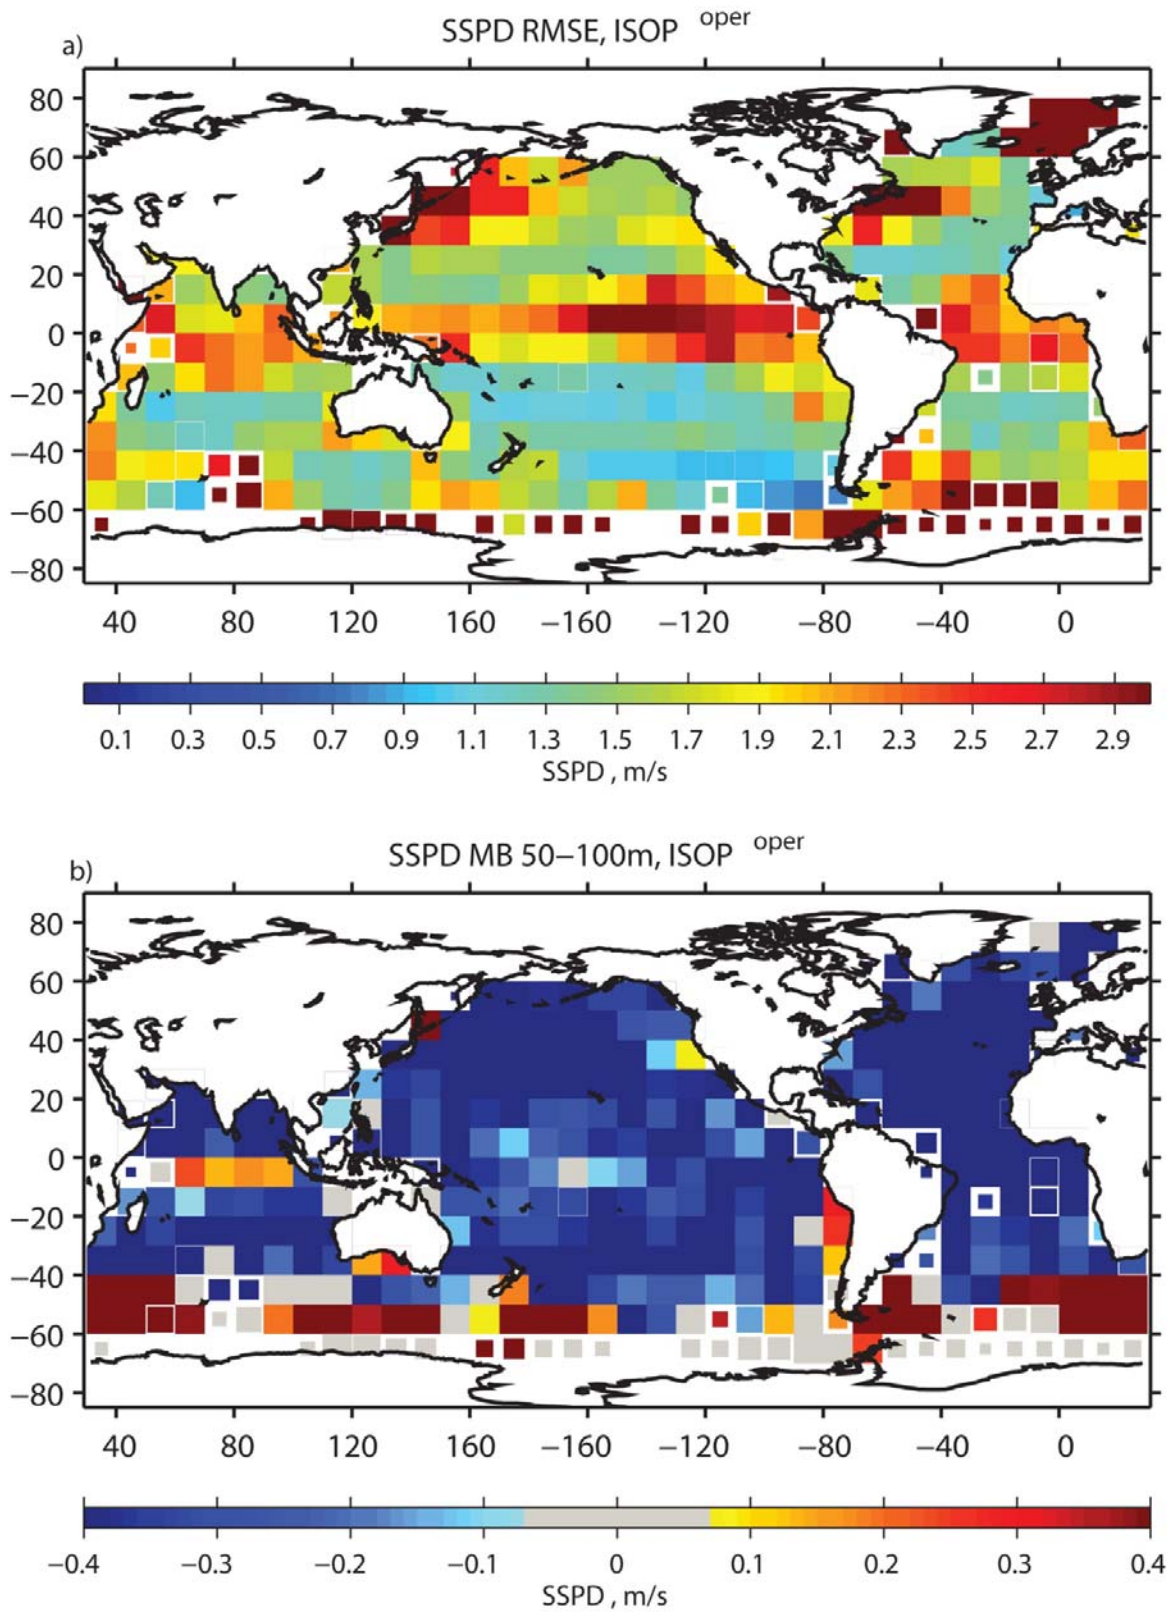 SSPD RMSE, ISOP oper
a)
80
60
40
20
0
−20
−40
−60
−80
40 80 120 160 −160 −120 −80 −40 0
0.1 0.3 0.5 0.7 0.9 1.1 1.3 1.5 1.7 1.9 2.1 2.3 2.5 2.7 2.9
SSPD , m/s
SSPD MB 50−100m, ISOP oper
b)
80
60
40
20
0
−20
−40
−60
−80
40 80 120 160 −160 −120 −80 −40 0
−0.4 −0.3 −0.2 −0.1 0 0.1 0.2 0.3 0.4
SSPD , m/s